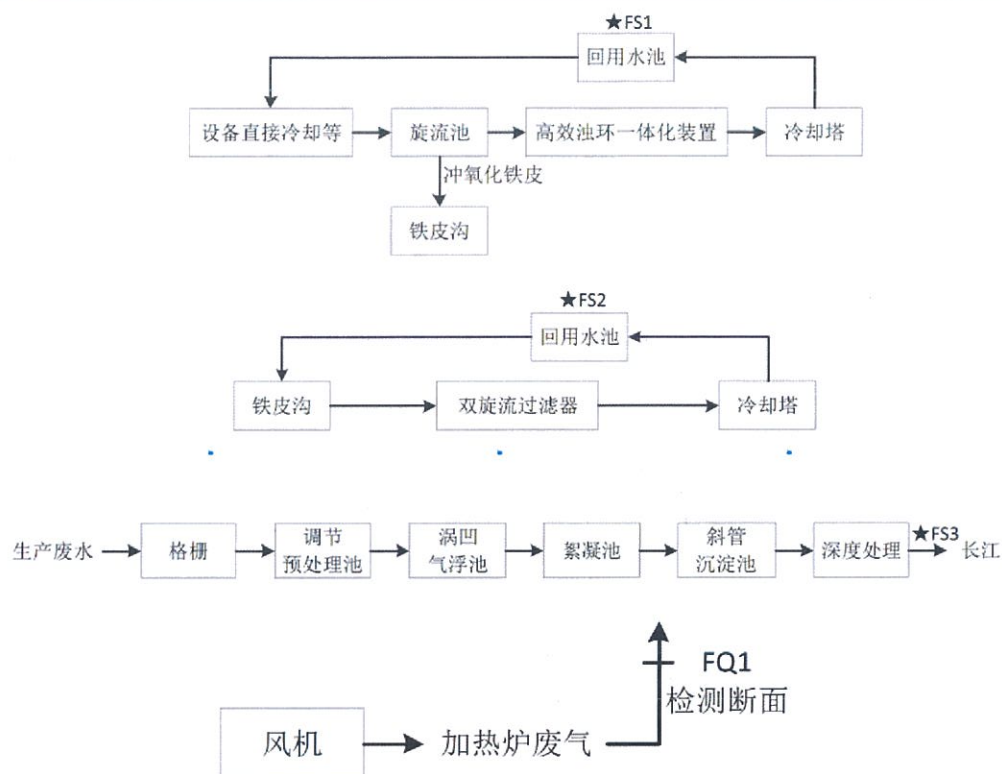 ★FS1
回用水池
设备直接冷却等
旋流池
高效浊环一体化装置
冷却塔
冲氧化铁皮
铁皮沟
★FS2
回用水池
铁皮沟
双旋流过滤器
冷却塔
生产废水
格栅
调节
预处理池
涡凹
气浮池
絮凝池
斜管
沉淀池
深度处理
★FS3
长江
FQ1
检测断面
风机
加热炉废气